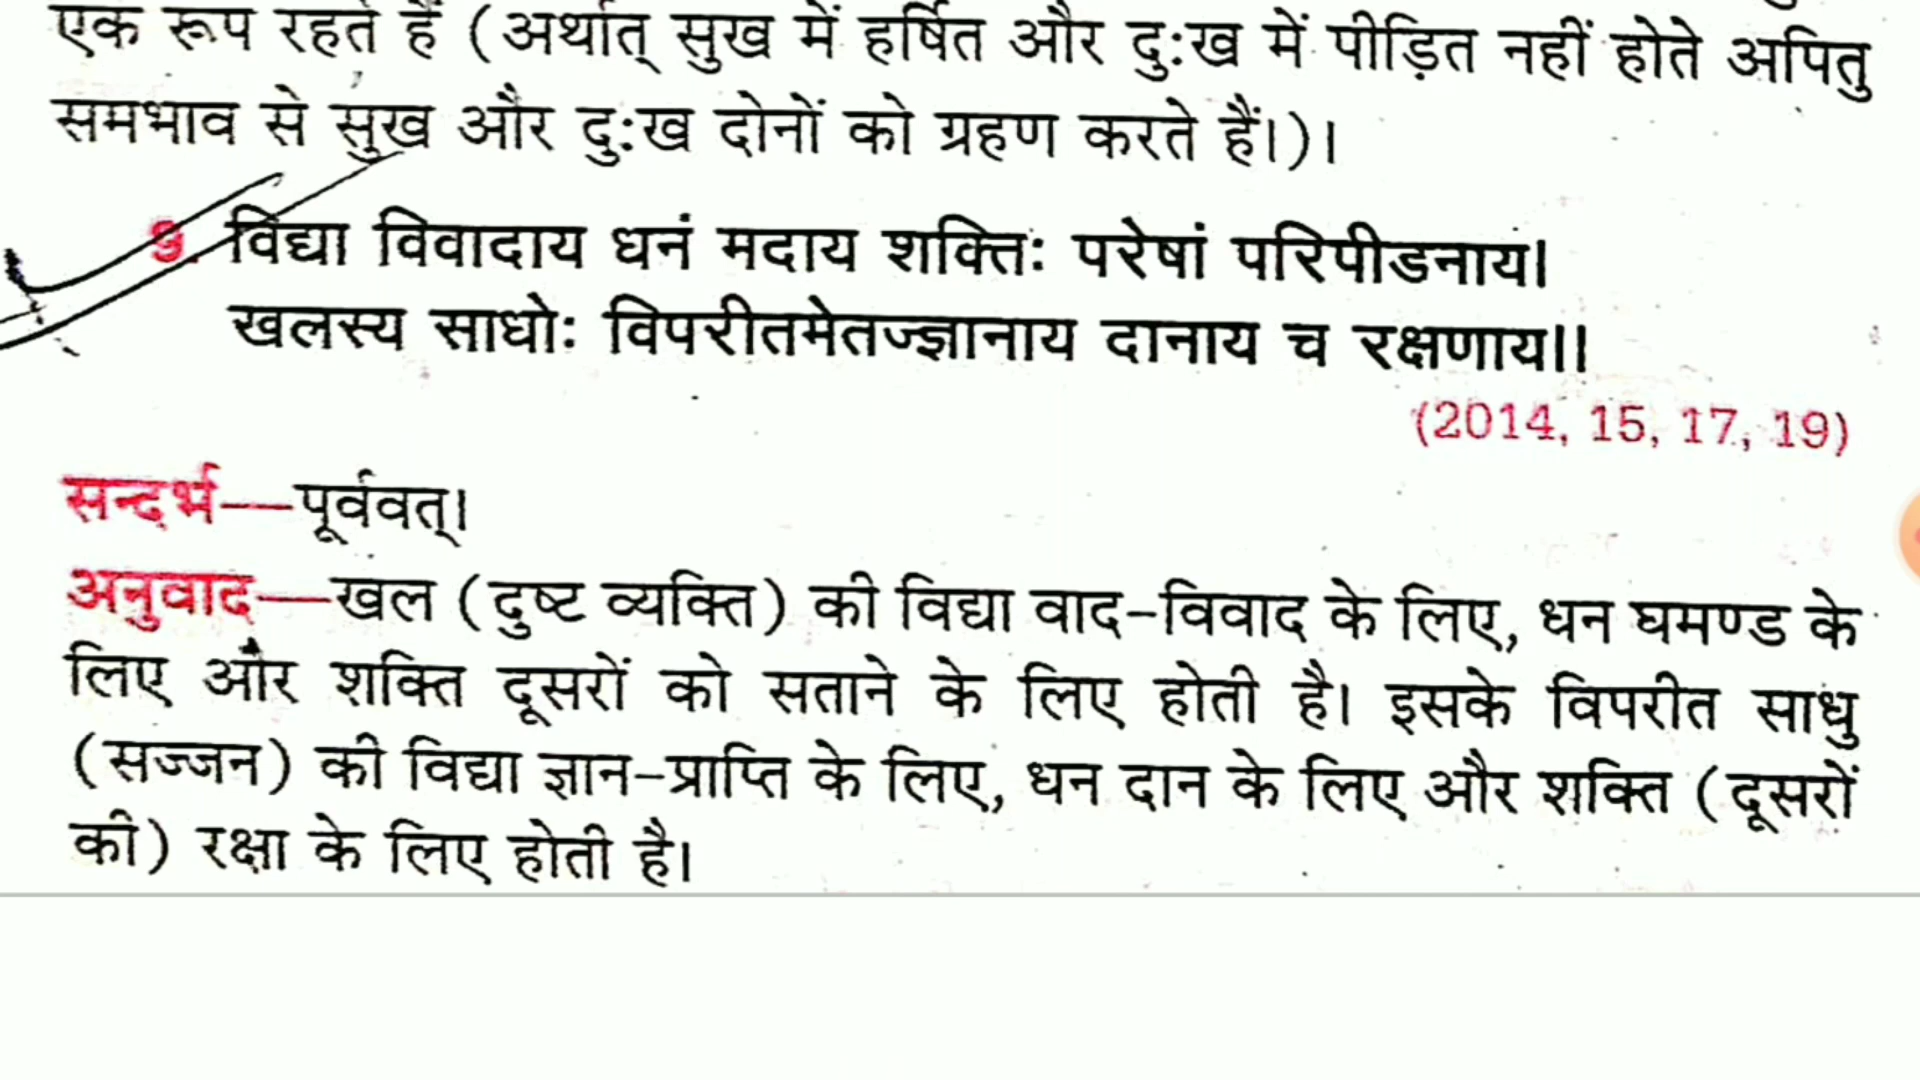 एक रूप रहते हैं (अर्थात् सुख में हर्षित और दुःख में पीड़ित नहीं होते अपितु
समभाव से सुख और दुःख दोनों को ग्रहण करते हैं।)।
9. विद्या विवादाय धनं मदाय शक्तिः परेषां परिपीडनाय।
खलस्य साधोः विपरीतमेतज्ज्ञानाय दानाय च रक्षणाय।।
(2014, 15, 17, 19)
सन्दर्भ—पूर्ववत्।
अनुवाद—खल (दुष्ट व्यक्ति) की विद्या वाद-विवाद के लिए, धन घमण्ड के
लिए और शक्ति दूसरों को सताने के लिए होती है। इसके विपरीत साधु
(सज्जन) की विद्या ज्ञान-प्राप्ति के लिए, धन दान के लिए और शक्ति (दूसरों
की) रक्षा के लिए होती है।